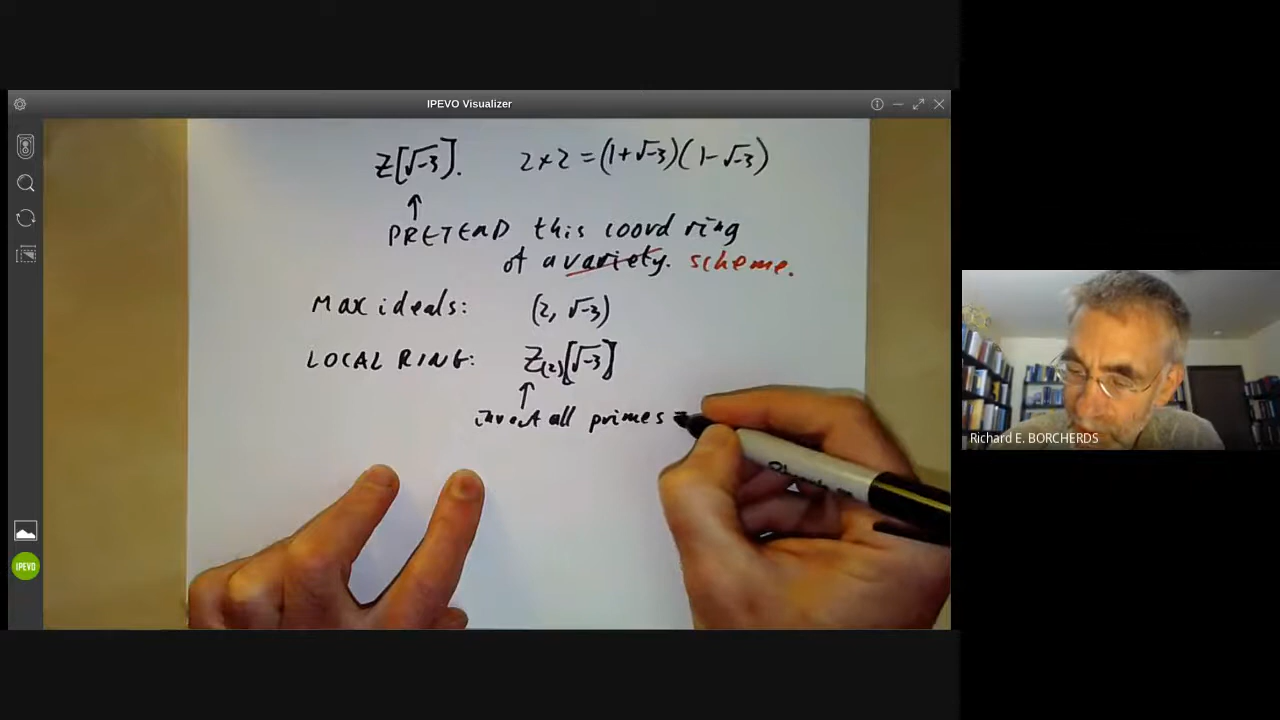 IPEVO Visualizer
Z[√-3]. 2×2 = (1+√-3)(1-√-3)
↑
PRETEND this coord ring
of a variety. scheme.
Max ideals: (2, √-3)
LOCAL RING: Z(2)[√-3]
↑
invert all primes
Richard E. BORCHERDS
IPEVO